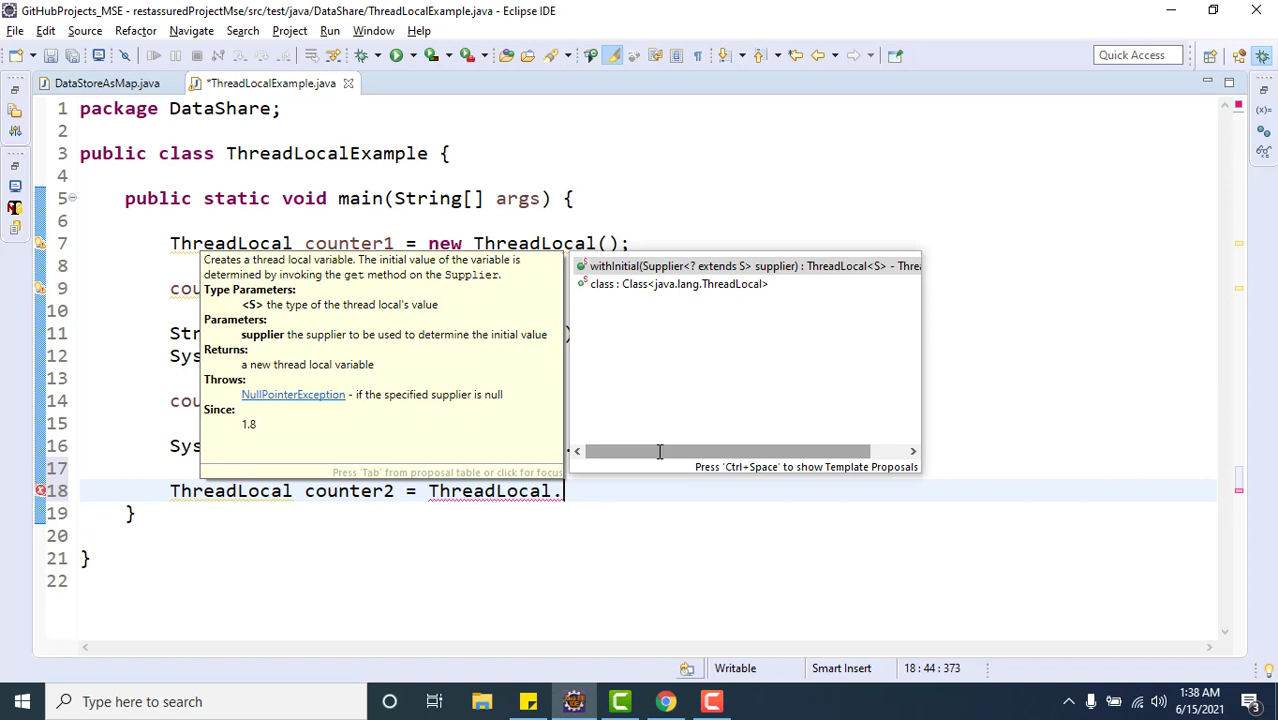 GitHubProjects_MSE - restassuredProjectMse/src/test/java/DataShare/ThreadLocalExample.java - Eclipse IDE
File Edit Source Refactor Navigate Search Project Run Window Help
Quick Access
DataStoreAsMap.java
*ThreadLocalExample.java
1 package DataShare;
2
3 public class ThreadLocalExample {
4
5 public static void main(String[] args) {
6
7 ThreadLocal counter1 = new ThreadLocal();
8
9 cou
10
11 Str )
12 Sys
13
14 cou
15
16 Sys .
17
18 ThreadLocal counter2 = ThreadLocal.
19 }
20
21 }
22
Creates a thread local variable. The initial value of the variable is
determined by invoking the get method on the Supplier.
Type Parameters:
<S> the type of the thread local's value
Parameters:
supplier the supplier to be used to determine the initial value
Returns:
a new thread local variable
Throws:
NullPointerException - if the specified supplier is null
Since:
1.8
Press 'Tab' from proposal table or click for focus
withInitial(Supplier<? extends S> supplier) : ThreadLocal<S> - Threa
class : Class<java.lang.ThreadLocal>
Press 'Ctrl+Space' to show Template Proposals
Writable
Smart Insert
18 : 44 : 373
Type here to search
1:38 AM
6/15/2021
3